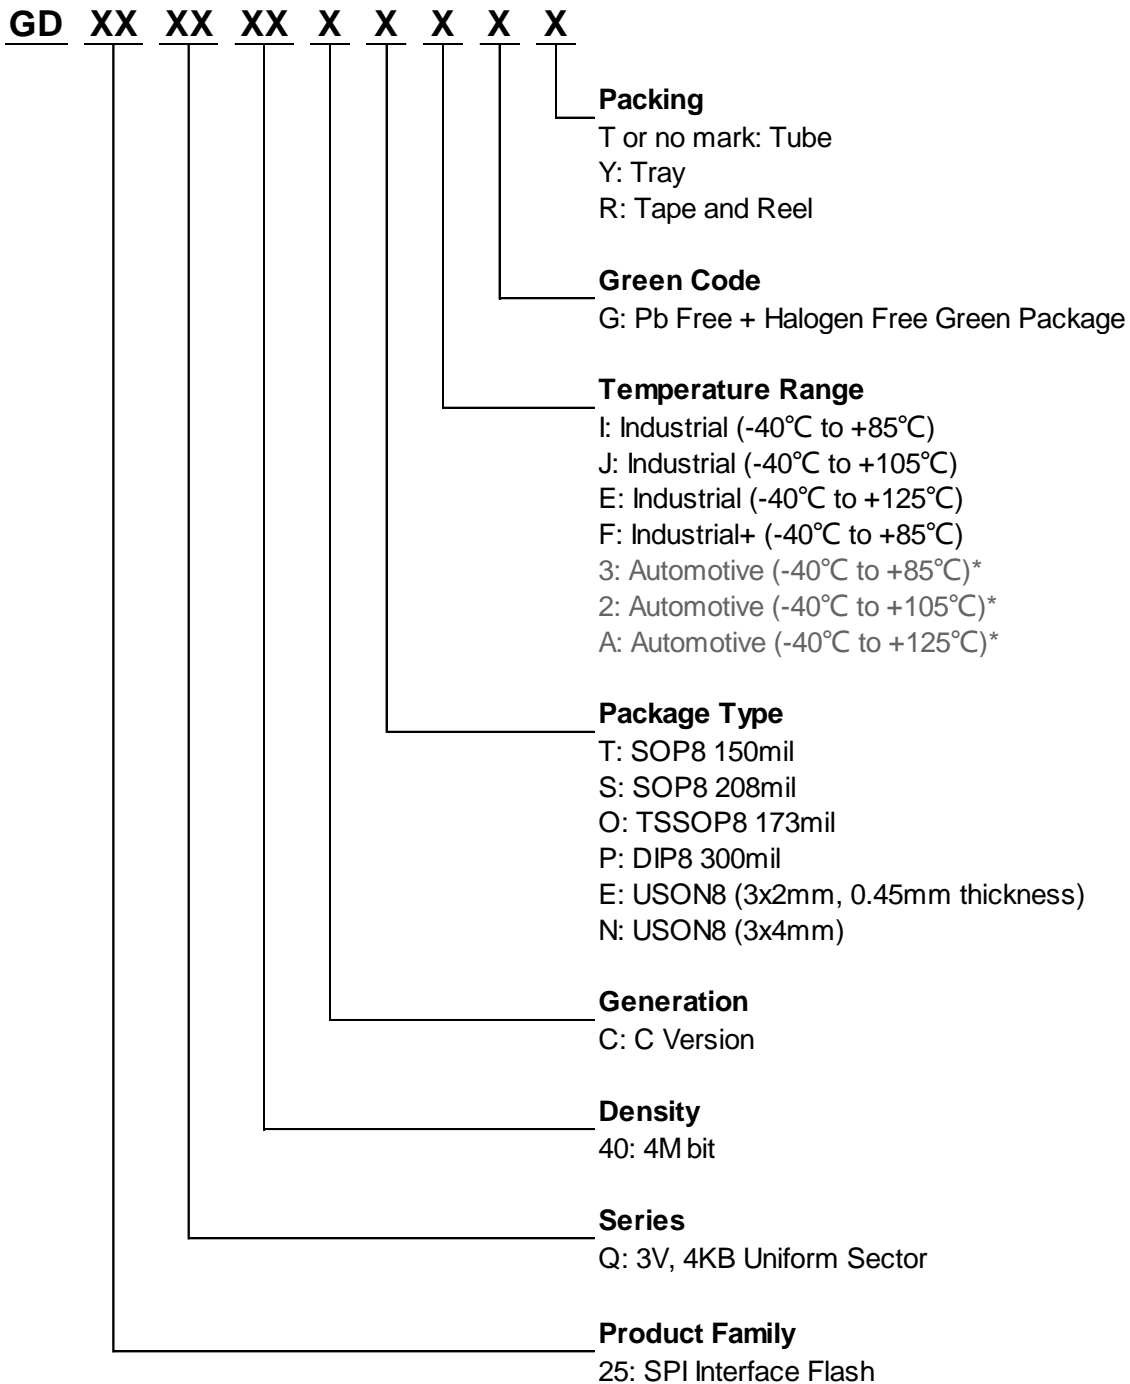 GD XX XX XX X X X X X
Packing
T or no mark: Tube
Y: Tray
R: Tape and Reel
Green Code
G: Pb Free + Halogen Free Green Package
Temperature Range
I: Industrial (-40℃ to +85℃)
J: Industrial (-40℃ to +105℃)
E: Industrial (-40℃ to +125℃)
F: Industrial+ (-40℃ to +85℃)
3: Automotive (-40℃ to +85℃)*
2: Automotive (-40℃ to +105℃)*
A: Automotive (-40℃ to +125℃)*
Package Type
T: SOP8 150mil
S: SOP8 208mil
O: TSSOP8 173mil
P: DIP8 300mil
E: USON8 (3x2mm, 0.45mm thickness)
N: USON8 (3x4mm)
Generation
C: C Version
Density
40: 4M bit
Series
Q: 3V, 4KB Uniform Sector
Product Family
25: SPI Interface Flash